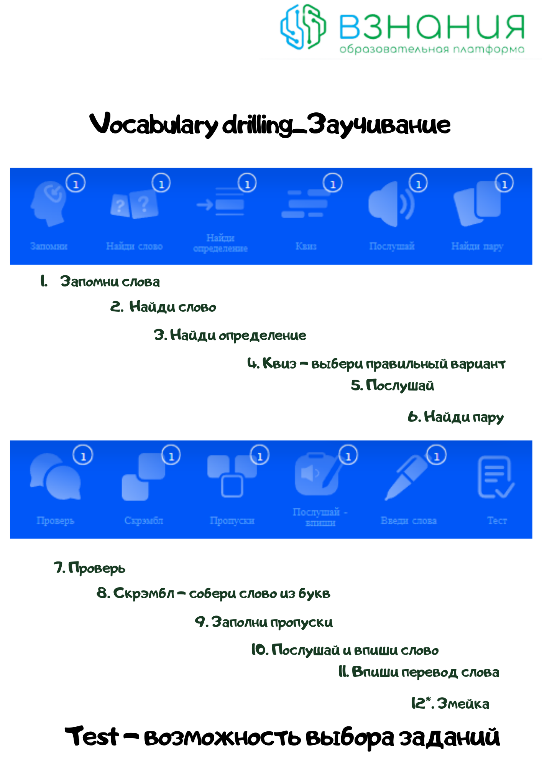 ВЗНАНИЯ
образовательная платформа
Vocabulary drilling_Заучивание
1 1 1 1 1 1
? ?
Запомни Найди слово Найди определение Квиз Послушай Найди пару
1. Запомни слова
2. Найди слово
3. Найди определение
4. Квиз – выбери правильный вариант
5. Послушай
6. Найди пару
1 1 1 1 1
Проверь Скрэмбл Пропуски Послушай - впиши Введи слова Тест
7. Проверь
8. Скрэмбл – собери слово из букв
9. Заполни пропуски
10. Послушай и впиши слово
11. Впиши перевод слова
12*. Змейка
Test – возможность выбора заданий